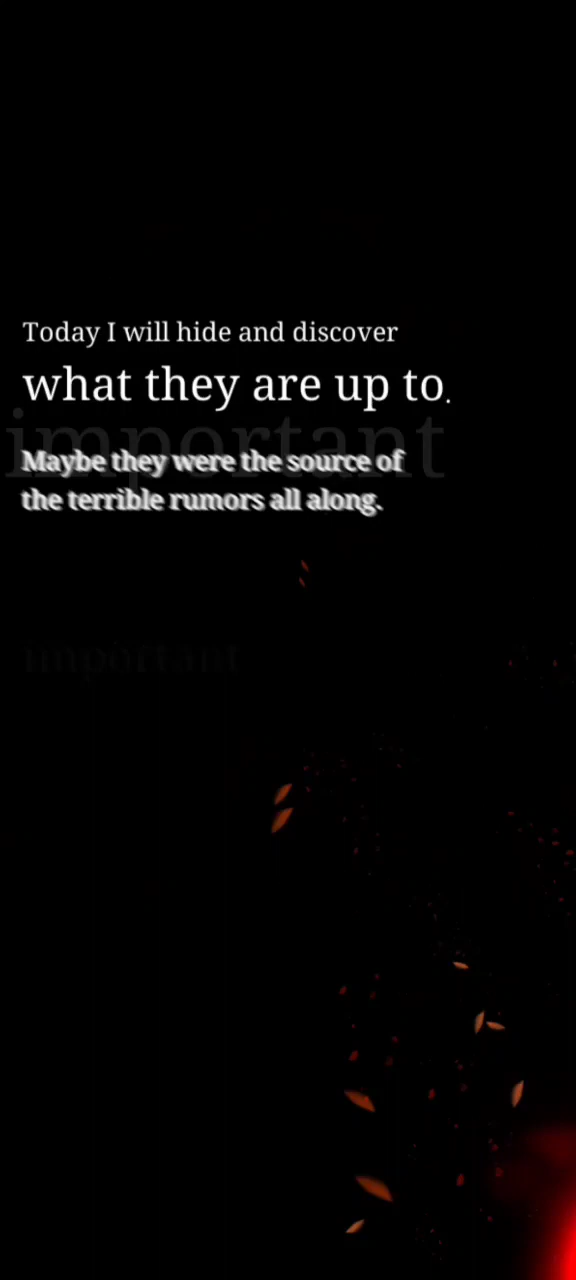 Today I will hide and discover
what they are up to.
important
Maybe they were the source of
the terrible rumors all along.
important